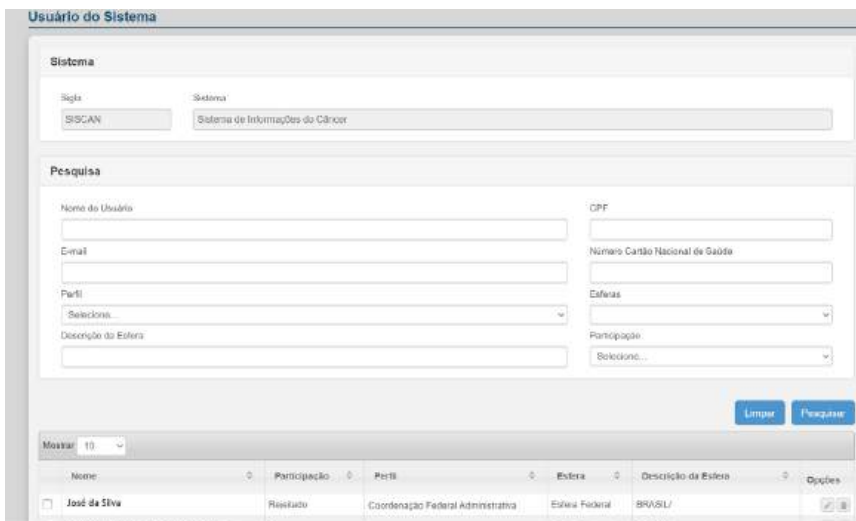 Usuário do Sistema
Sistema
Sigla Sistema
SISCAN Sistema de Informações do Câncer
Pesquisa
Nome do Usuário CPF
E-mail Número Cartão Nacional de Saúde
Perfil Esferas
Selecione...
Descrição da Esfera Participação
Selecione...
Limpar Pesquisar
Mostrar 10
Nome Participação Perfil Esfera Descrição da Esfera Opções
José da Silva Rejeitado Coordenação Federal Administrativa Esfera Federal BRASIL/